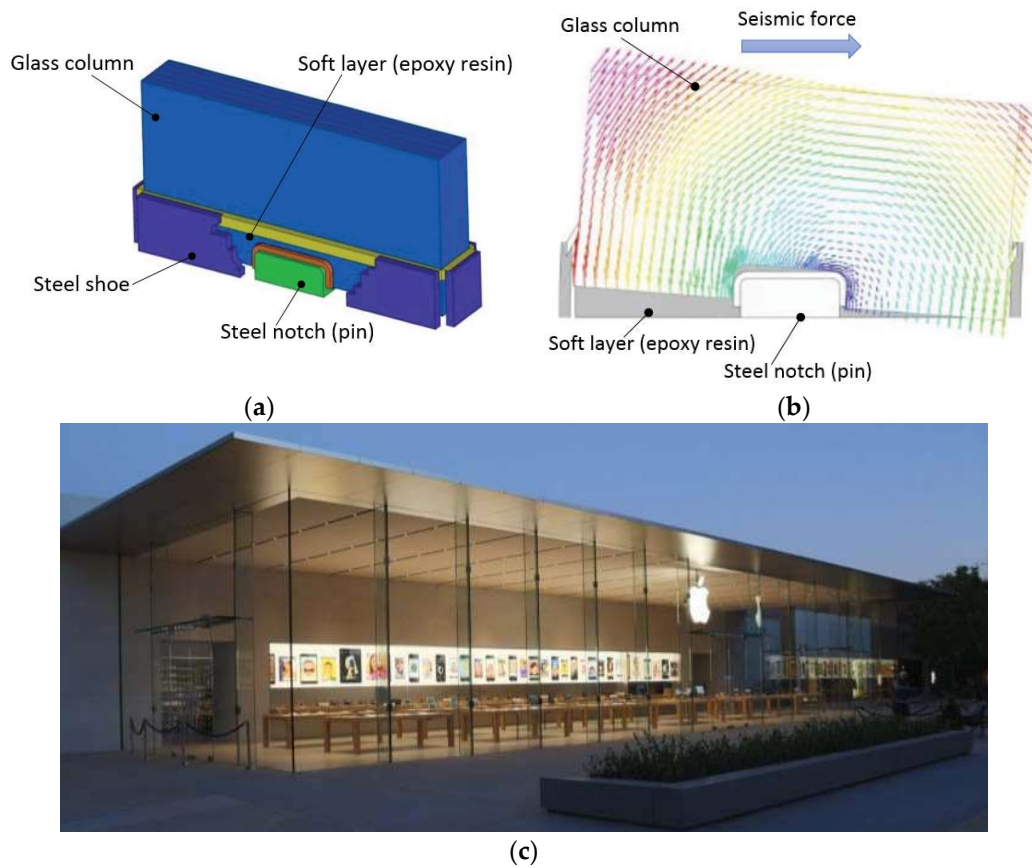 Glass column
Soft layer (epoxy resin)
Steel shoe
Steel notch (pin)
(a)
Glass column
Seismic force
Soft layer (epoxy resin)
Steel notch (pin)
(b)
(c)